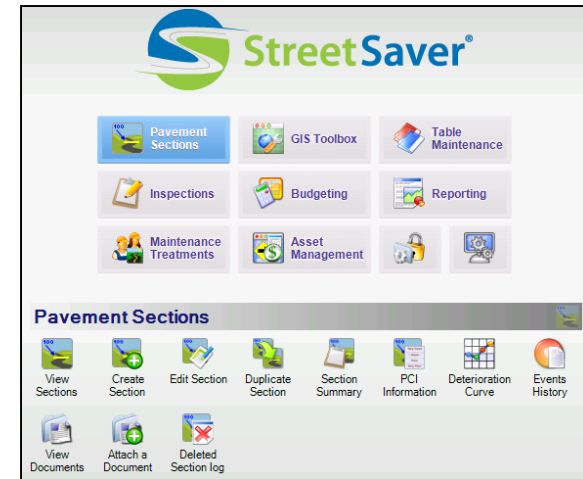 StreetSaver®
Pavement
Sections
GIS Toolbox
Table
Maintenance
Inspections
Budgeting
Reporting
Maintenance
Treatments
Asset
Management
Pavement Sections
View
Sections
Create
Section
Edit Section
Duplicate
Section
Section
Summary
PCI
Information
Deterioration
Curve
Events
History
View
Documents
Attach a
Document
Deleted
Section log